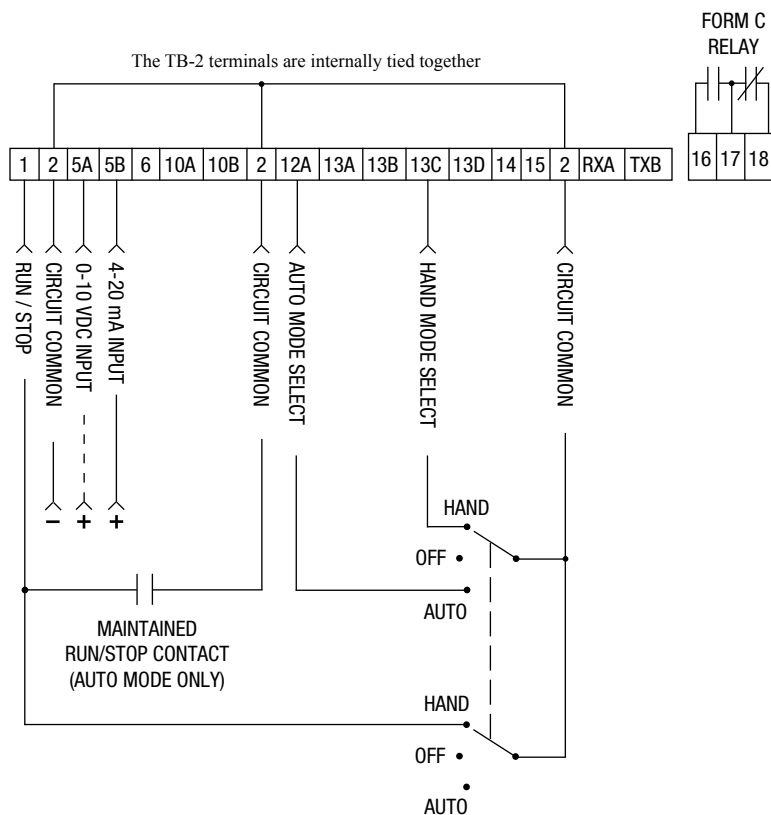 FORM C
RELAY
The TB-2 terminals are internally tied together
1 2 5A 5B 6 10A 10B 2 12A 13A 13B 13C 13D 14 15 2 RXA TXB
16 17 18
RUN / STOP
CIRCUIT COMMON
0-10 VDC INPUT
4-20 mA INPUT
CIRCUIT COMMON
AUTO MODE SELECT
HAND MODE SELECT
CIRCUIT COMMON
− + +
HAND
OFF
AUTO
MAINTAINED
RUN/STOP CONTACT
(AUTO MODE ONLY)
HAND
OFF
AUTO